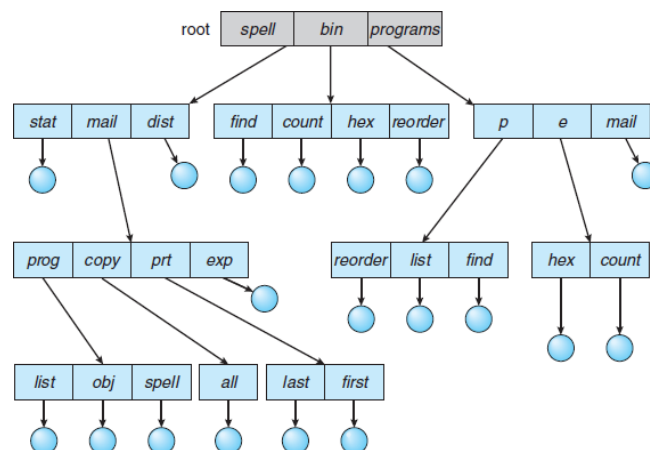 root spell bin programs
stat mail dist find count hex reorder p e mail
prog copy prt exp reorder list find hex count
list obj spell all last first